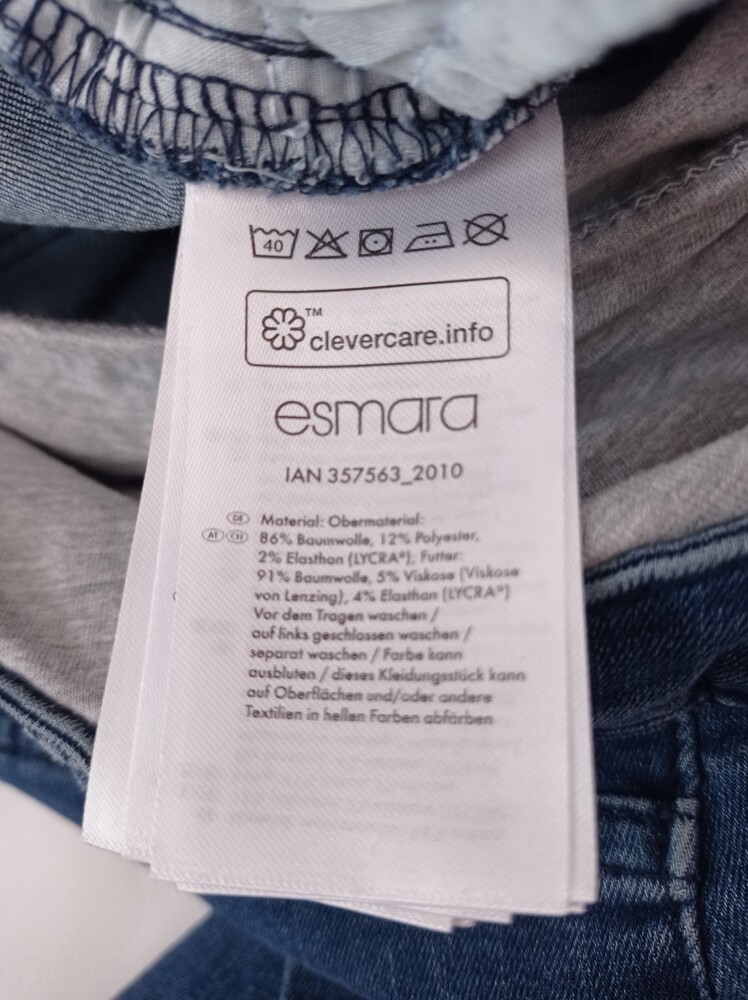 40
™
clevercare.info
esmara
IAN 357563_2010
DE Material: Obermaterial:
AT CH 86% Baumwolle, 12% Polyester,
2% Elasthan (LYCRA®); Futter:
91% Baumwolle, 5% Viskose (Viskose
von Lenzing), 4% Elasthan (LYCRA®)
Vor dem Tragen waschen /
auf links geschlossen waschen /
separat waschen / Farbe kann
ausbluten / dieses Kleidungsstück kann
auf Oberflächen und/oder andere
Textilien in hellen Farben abfärben